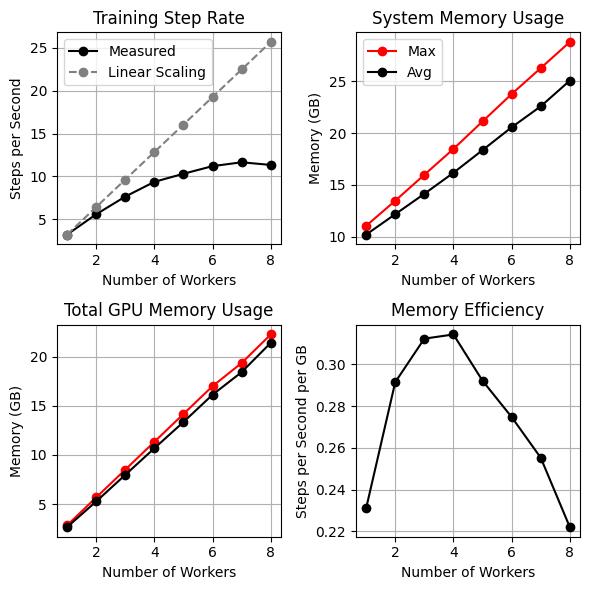 Training Step Rate
Steps per Second
25
20
15
10
5
Measured
Linear Scaling
2 4 6 8
Number of Workers
System Memory Usage
Memory (GB)
25
20
15
10
Max
Avg
2 4 6 8
Number of Workers
Total GPU Memory Usage
Memory (GB)
20
15
10
5
2 4 6 8
Number of Workers
Memory Efficiency
Steps per Second per GB
0.30
0.28
0.26
0.24
0.22
2 4 6 8
Number of Workers